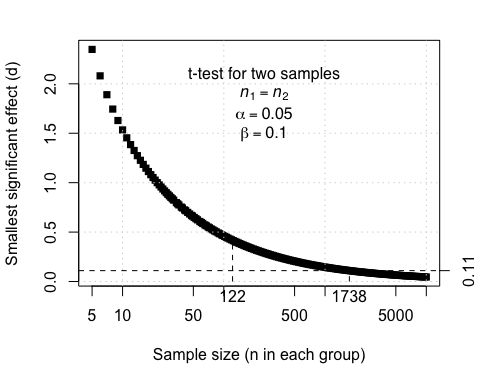 t-test for two samples
n1 = n2
α = 0.05
β = 0.1
Smallest significant effect (d)
2.0
1.5
1.0
0.5
0.0
0.11
122
1738
5 10 50 500 5000
Sample size (n in each group)